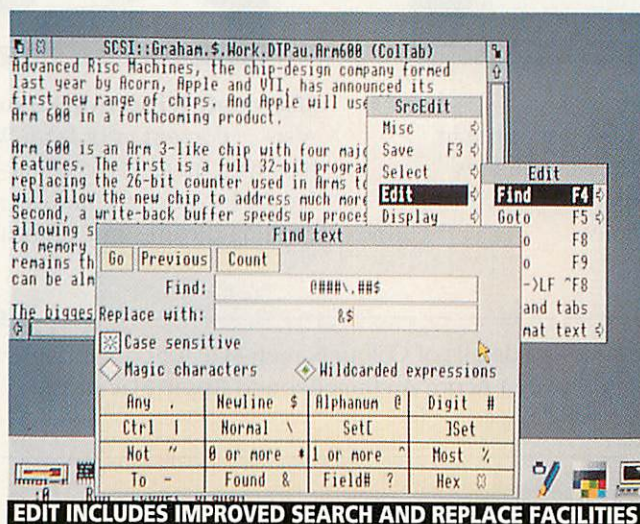 SCSI::Graham.$.Work.DTPau.Arm600 (ColTab)
Advanced Risc Machines, the chip-design company formed
last year by Acorn, Apple and VTI, has announced its
first new range of chips. And Apple will use
Arm 600 in a forthcoming product.
Arm 600 is an Arm 3-like chip with four majo
features. The first is a full 32-bit program
replacing the 26-bit counter used in Arms to
will allow the new chip to address much more
Second, a write-back buffer speeds up proces
allowing s
to memory
remains th
can be alm
The bigges
SrcEdit
Misc
Save F3
Select
Edit
Display
Edit
Find F4
Goto F5
o F8
o F9
->LF ^F8
and tabs
mat text
Find text
Go Previous Count
Find: @###\.##$
Replace with: &$
Case sensitive
Magic characters Wildcarded expressions
Any . Newline $ Alphanum @ Digit #
Ctrl | Normal \ Set[ ]Set
Not ~ 0 or more * 1 or more ^ Most %
To - Found & Field# ? Hex ¤
:0
EDIT INCLUDES IMPROVED SEARCH AND REPLACE FACILITIES